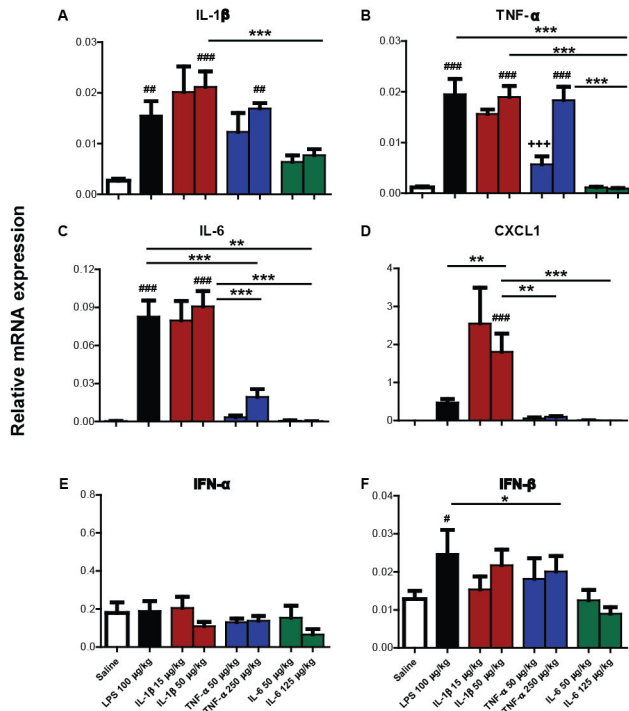 Relative mRNA expression
A IL-1β
*** ## ### ##
0.03
0.02
0.01
0.00
B TNF-α
***
***
***
### ### ### +++
0.03
0.02
0.01
0.00
C IL-6
**
***
***
***
### ###
0.12
0.09
0.06
0.03
0.00
D CXCL1
**
***
**
###
4
3
2
1
0
E IFN-α
0.8
0.6
0.4
0.2
0.0
Saline
LPS 100 µg/kg
IL-1β 15 µg/kg
IL-1β 50 µg/kg
TNF-α 50 µg/kg
TNF-α 250 µg/kg
IL-6 50 µg/kg
IL-6 125 µg/kg
F IFN-β
*
#
0.04
0.03
0.02
0.01
0.00
Saline
LPS 100 µg/kg
IL-1β 15 µg/kg
IL-1β 50 µg/kg
TNF-α 50 µg/kg
TNF-α 250 µg/kg
IL-6 50 µg/kg
IL-6 125 µg/kg